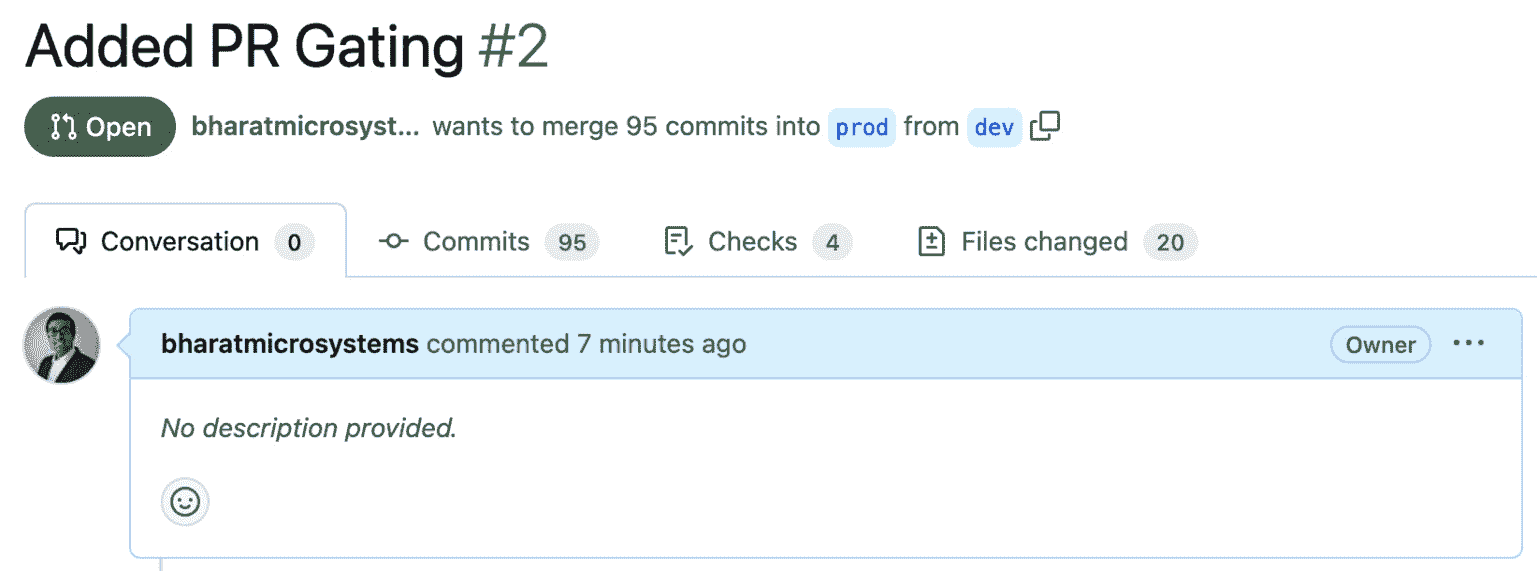 Added PR Gating #2
Open bharatmicrosyst... wants to merge 95 commits into prod from dev
Conversation 0 Commits 95 Checks 4 Files changed 20
bharatmicrosystems commented 7 minutes ago Owner ...
No description provided.